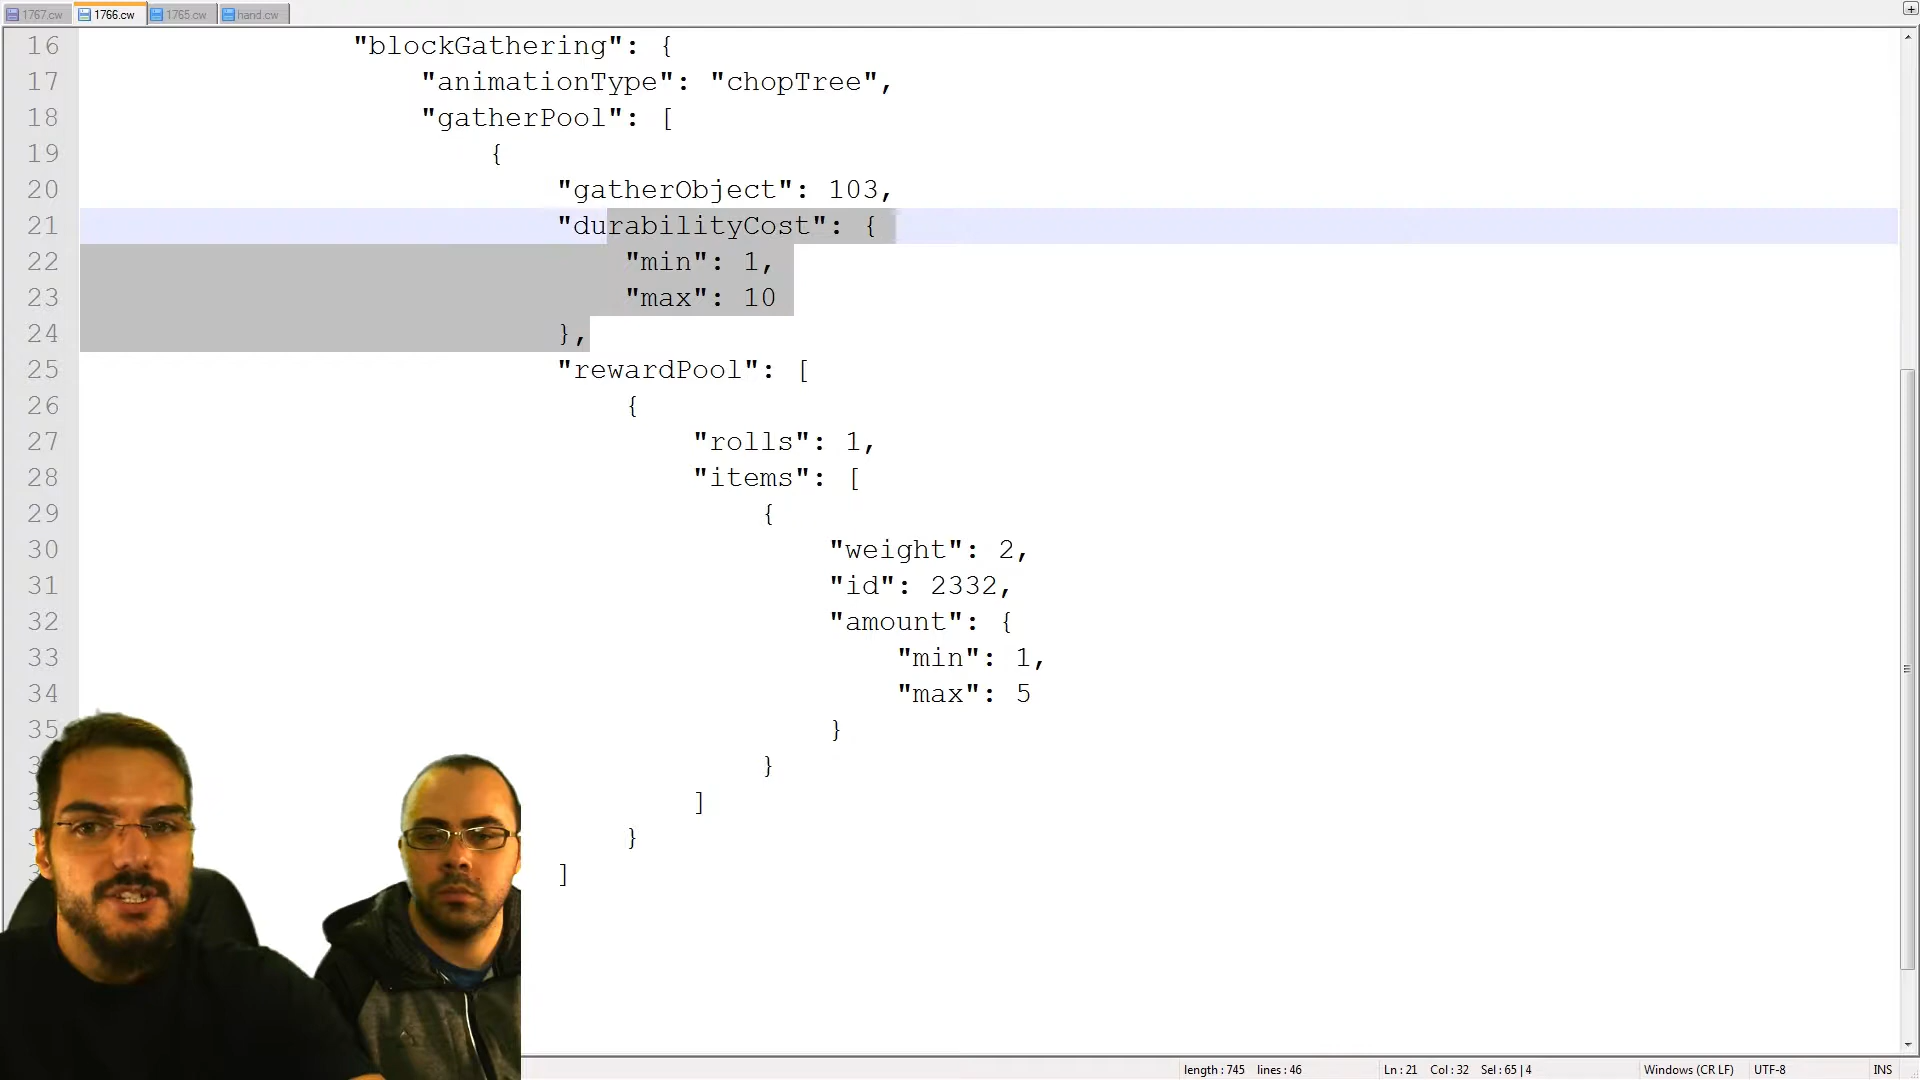 1767.cw 1766.cw 1765.cw hand.cw
16 "blockGathering": {
17 "animationType": "chopTree",
18 "gatherPool": [
19 {
20 "gatherObject": 103,
21 "durabilityCost": {
22 "min": 1,
23 "max": 10
24 },
25 "rewardPool": [
26 {
27 "rolls": 1,
28 "items": [
29 {
30 "weight": 2,
31 "id": 2332,
32 "amount": {
33 "min": 1,
34 "max": 5
35 }
}
]
}
]
length : 745 lines : 46 Ln : 21 Col : 32 Sel : 65 | 4 Windows (CR LF) UTF-8 INS